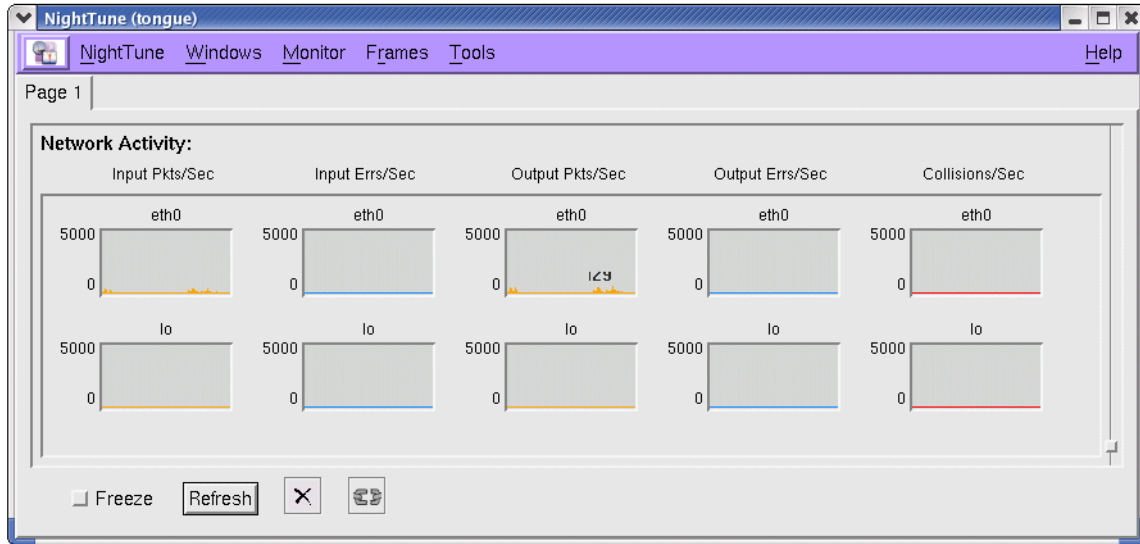 NightTune (tongue)
NightTune Windows Monitor Frames Tools Help
Page 1
Network Activity:
Input Pkts/Sec Input Errs/Sec Output Pkts/Sec Output Errs/Sec Collisions/Sec
eth0 eth0 eth0 eth0 eth0
5000 5000 5000 5000 5000
0 0 0 0 0
lo lo lo lo lo
5000 5000 5000 5000 5000
0 0 0 0 0
Freeze Refresh